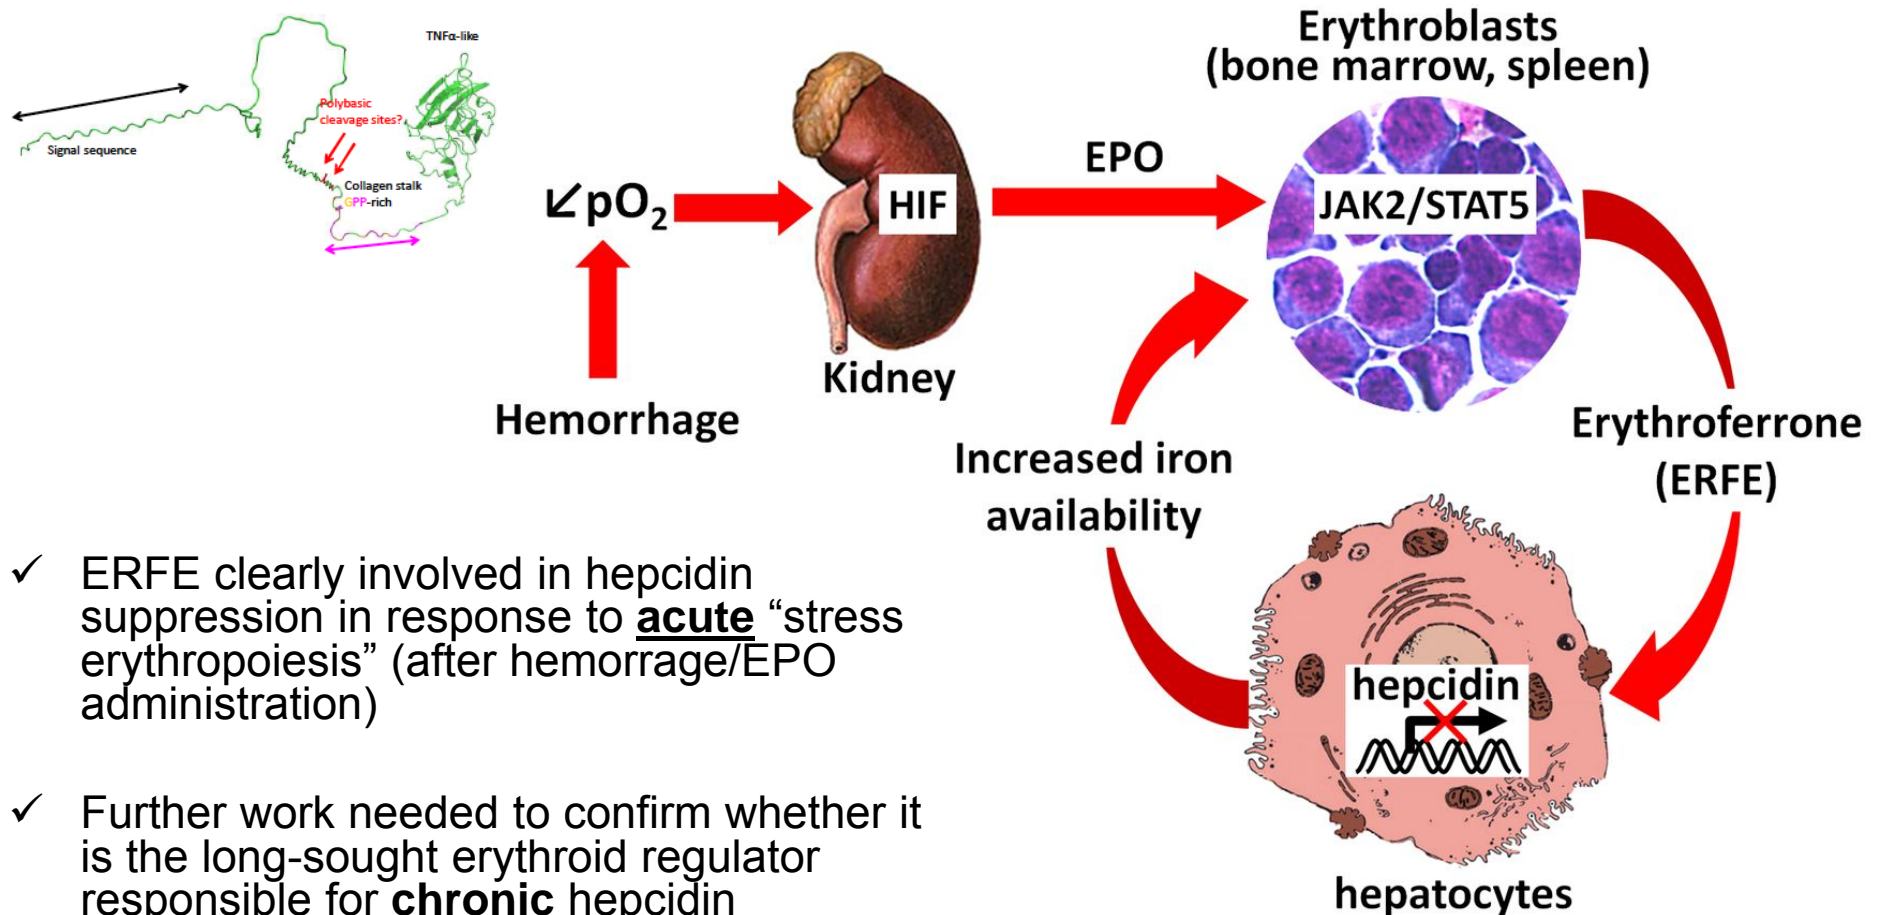 TNFα-like
Polybasic
cleavage sites?
Signal sequence
Collagen stalk
GPP-rich
↙pO₂
HIF
Kidney
Hemorrhage
EPO
Erythroblasts
(bone marrow, spleen)
JAK2/STAT5
Erythroferrone
(ERFE)
Increased iron
availability
hepcidin
hepatocytes
✓ ERFE clearly involved in hepcidin
suppression in response to acute “stress
erythropoiesis” (after hemorrage/EPO
administration)
✓ Further work needed to confirm whether it
is the long-sought erythroid regulator
responsible for chronic hepcidin